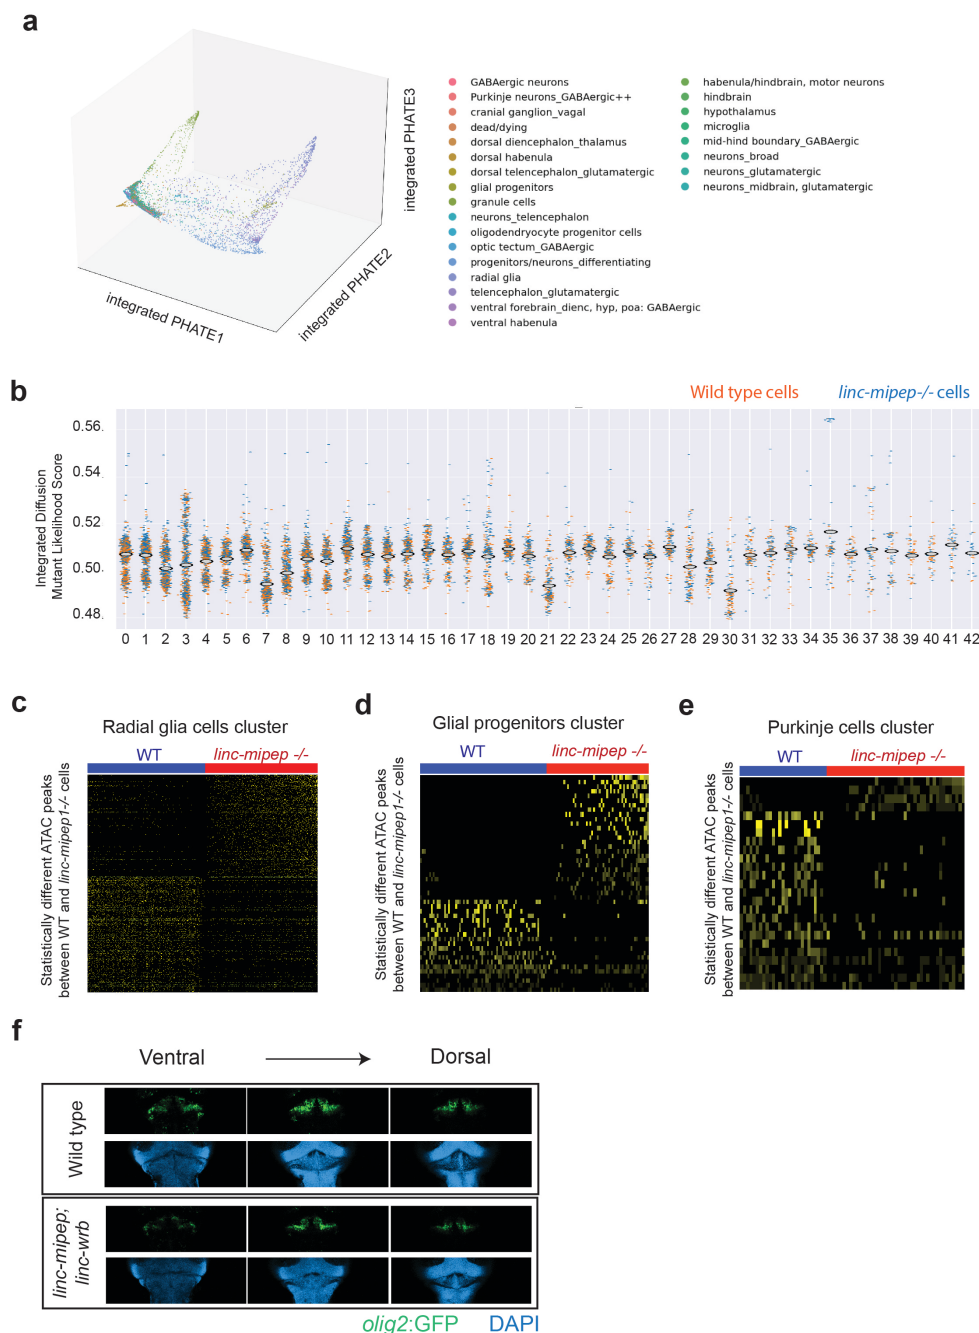 a
integrated PHATE3
integrated PHATE2
integrated PHATE1
GABAergic neurons
Purkinje neurons_GABAergic++
cranial ganglion_vagal
dead/dying
dorsal diencephalon_thalamus
dorsal habenula
dorsal telencephalon_glutamatergic
glial progenitors
granule cells
neurons_telencephalon
oligodendryocyte progenitor cells
optic tectum_GABAergic
progenitors/neurons_differentiating
radial glia
telencephalon_glutamatergic
ventral forebrain_dienc, hyp, poa: GABAergic
ventral habenula
habenula/hindbrain, motor neurons
hindbrain
hypothalamus
microglia
mid-hind boundary_GABAergic
neurons_broad
neurons_glutamatergic
neurons_midbrain, glutamatergic
b
Wild type cells
linc-mipep-/- cells
Integrated Diffusion
Mutant Likelihood Score
0.56
0.54
0.52
0.50
0.48
0 1 2 3 4 5 6 7 8 9 10 11 12 13 14 15 16 17 18 19 20 21 22 23 24 25 26 27 28 29 30 31 32 33 34 35 36 37 38 39 40 41 42
c
Radial glia cells cluster
WT
linc-mipep -/-
Statistically different ATAC peaks
between WT and linc-mipep1-/- cells
d
Glial progenitors cluster
WT
linc-mipep -/-
Statistically different ATAC peaks
between WT and linc-mipep1-/- cells
e
Purkinje cells cluster
WT
linc-mipep -/-
Statistically different ATAC peaks
between WT and linc-mipep1-/- cells
f
Ventral
Dorsal
Wild type
linc-mipep;
linc-wrb
olig2:GFP
DAPI